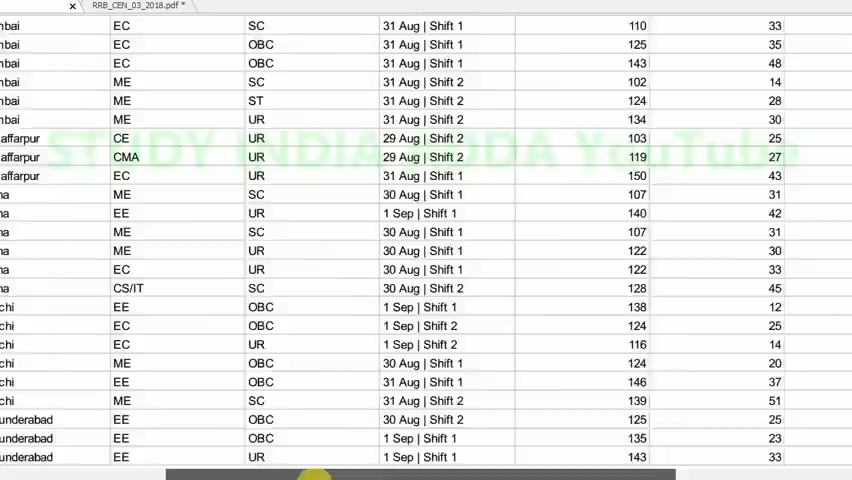 RRB_CEN_03_2018.pdf *
mbai EC SC 31 Aug | Shift 1 110 33
mbai EC OBC 31 Aug | Shift 1 125 35
mbai EC OBC 31 Aug | Shift 1 143 48
mbai ME SC 31 Aug | Shift 2 102 14
mbai ME ST 31 Aug | Shift 2 124 28
mbai ME UR 31 Aug | Shift 2 134 30
affarpur CE UR 29 Aug | Shift 2 103 25
STUDY INDIA ADDA YouTube
affarpur CMA UR 29 Aug | Shift 2 119 27
affarpur EC UR 31 Aug | Shift 1 150 43
na ME SC 30 Aug | Shift 1 107 31
na EE UR 1 Sep | Shift 1 140 42
na ME SC 30 Aug | Shift 1 107 31
na ME UR 30 Aug | Shift 1 122 30
na EC UR 30 Aug | Shift 1 122 33
na CS/IT SC 30 Aug | Shift 2 128 45
chi EE OBC 1 Sep | Shift 1 138 12
chi EC OBC 1 Sep | Shift 2 124 25
chi EC UR 1 Sep | Shift 2 116 14
chi ME OBC 30 Aug | Shift 1 124 20
chi EE OBC 31 Aug | Shift 1 146 37
chi ME SC 31 Aug | Shift 2 139 51
underabad EE OBC 30 Aug | Shift 2 125 25
underabad EE OBC 1 Sep | Shift 1 135 23
underabad EE UR 1 Sep | Shift 1 143 33